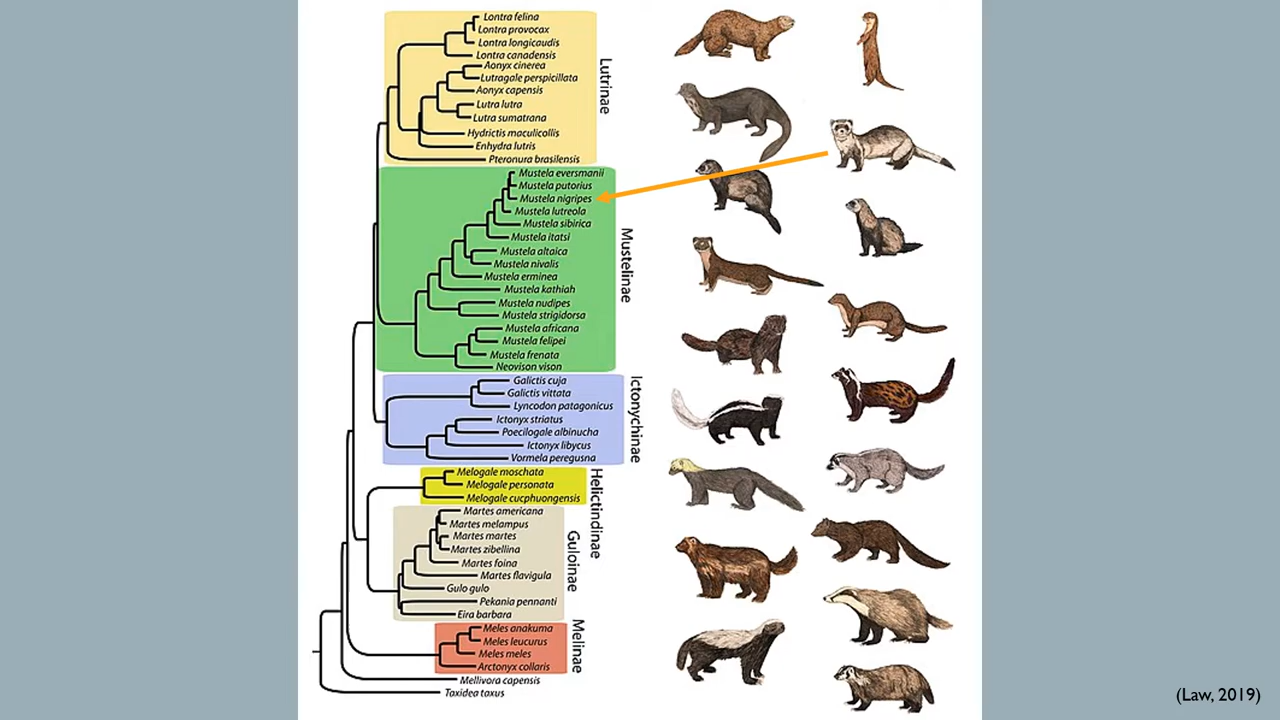 Lontra felina
Lontra provocax
Lontra longicaudis
Lontra canadensis
Aonyx cinerea
Lutragale perspicillata
Aonyx capensis
Lutra lutra
Lutra sumatrana
Hydrictis maculicollis
Enhydra lutris
Pteronura brasilensis
Lutrinae
Mustela eversmanii
Mustela putorius
Mustela nigripes
Mustela lutreola
Mustela sibirica
Mustela itatsi
Mustela altaica
Mustela nivalis
Mustela erminea
Mustela kathiah
Mustela nudipes
Mustela strigidorsa
Mustela africana
Mustela felipei
Mustela frenata
Neovison vison
Mustelinae
Galictis cuja
Galictis vittata
Lyncodon patagonicus
Ictonyx striatus
Poecilogale albinucha
Ictonyx libycus
Vormela peregusna
Ictonychinae
Melogale moschata
Melogale personata
Melogale cucphuongensis
Helictindinae
Martes americana
Martes melampus
Martes martes
Martes zibellina
Martes foina
Martes flavigula
Gulo gulo
Pekania pennanti
Eira barbara
Guloinae
Meles anakuma
Meles leucurus
Meles meles
Arctonyx collaris
Melinae
Mellivora capensis
Taxidea taxus
(Law, 2019)